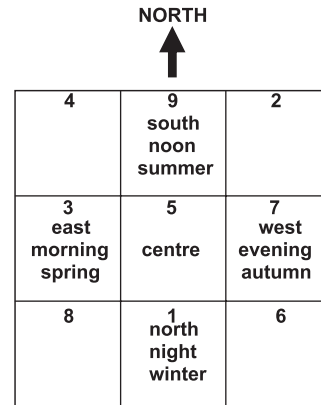 NORTH
4
9
south
noon
summer
2
3
east
morning
spring
5
centre
7
west
evening
autumn
8
1
north
night
winter
6